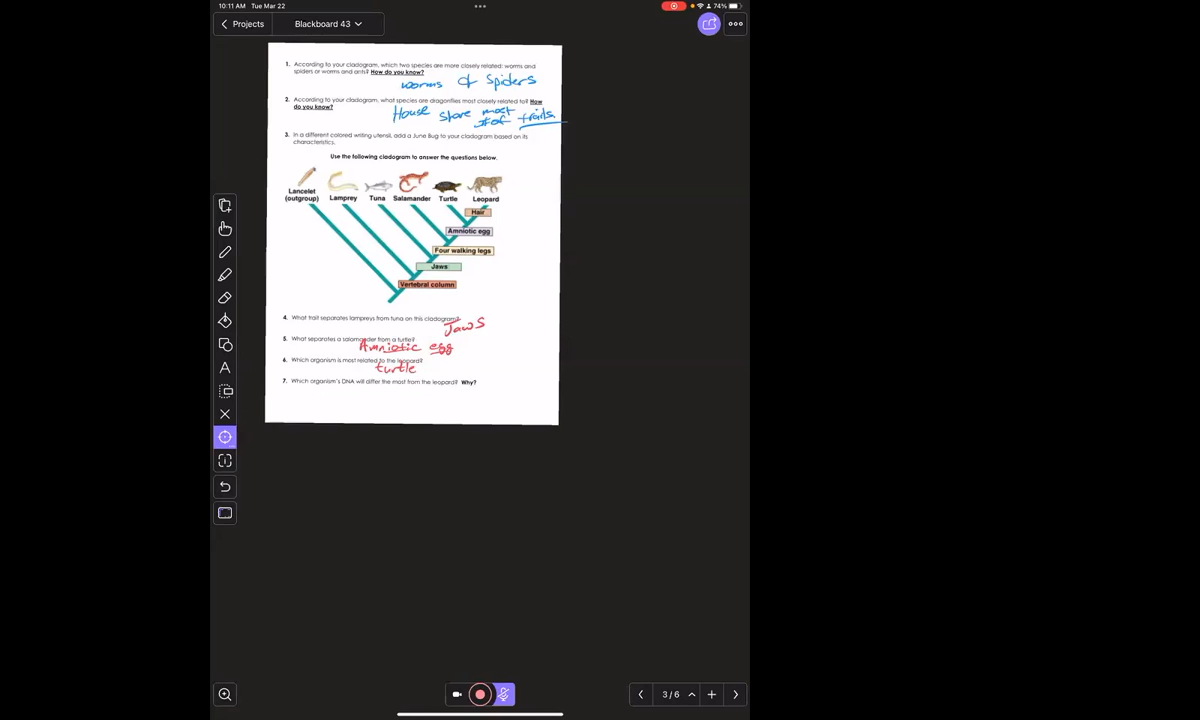 10:11 AM Tue Mar 22
74%
Projects
Blackboard 43
1. According to your cladogram, which two species are more closely related: worms and
spiders or worms and ants? How do you know?
worms & Spiders
2. According to your cladogram, what species are dragonflies most closely related to? How
do you know?
House share most
# of traits.
3. In a different colored writing utensil, add a June Bug to your cladogram based on its
characteristics.
Use the following cladogram to answer the questions below.
Lancelet
(outgroup) Lamprey Tuna Salamander Turtle Leopard
Hair
Amniotic egg
Four walking legs
Jaws
Vertebral column
4. What trait separates lampreys from tuna on this cladogram?
Jaws
5. What separates a salamander from a turtle?
Amniotic egg
6. Which organism is most related to the leopard?
turtle
7. Which organism's DNA will differ the most from the leopard? Why?
3 / 6